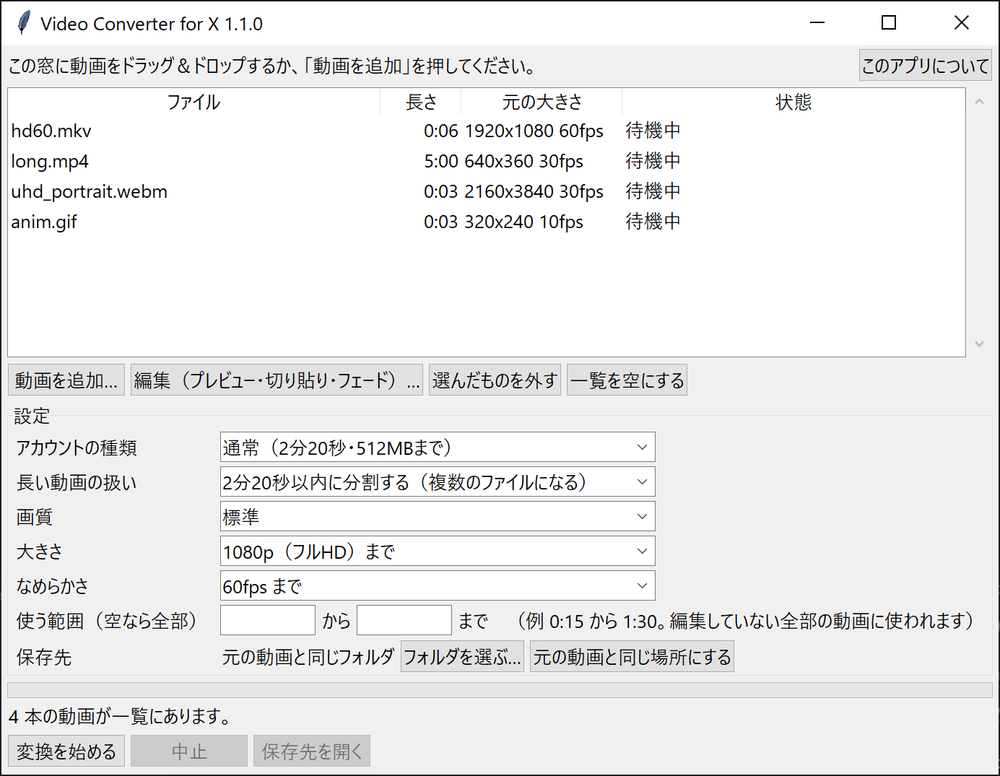 Video Converter for X 1.1.0
この窓に動画をドラッグ＆ドロップするか、「動画を追加」を押してください。 このアプリについて
ファイル 長さ 元の大きさ 状態
hd60.mkv 0:06 1920x1080 60fps 待機中
long.mp4 5:00 640x360 30fps 待機中
uhd_portrait.webm 0:03 2160x3840 30fps 待機中
anim.gif 0:03 320x240 10fps 待機中
動画を追加... 編集（プレビュー・切り貼り・フェード）... 選んだものを外す 一覧を空にする
設定
アカウントの種類 通常（2分20秒・512MBまで）
長い動画の扱い 2分20秒以内に分割する（複数のファイルになる）
画質 標準
大きさ 1080p（フルHD）まで
なめらかさ 60fps まで
使う範囲（空なら全部） から まで （例 0:15 から 1:30。編集していない全部の動画に使われます）
保存先 元の動画と同じフォルダ フォルダを選ぶ... 元の動画と同じ場所にする
4 本の動画が一覧にあります。
変換を始める 中止 保存先を開く